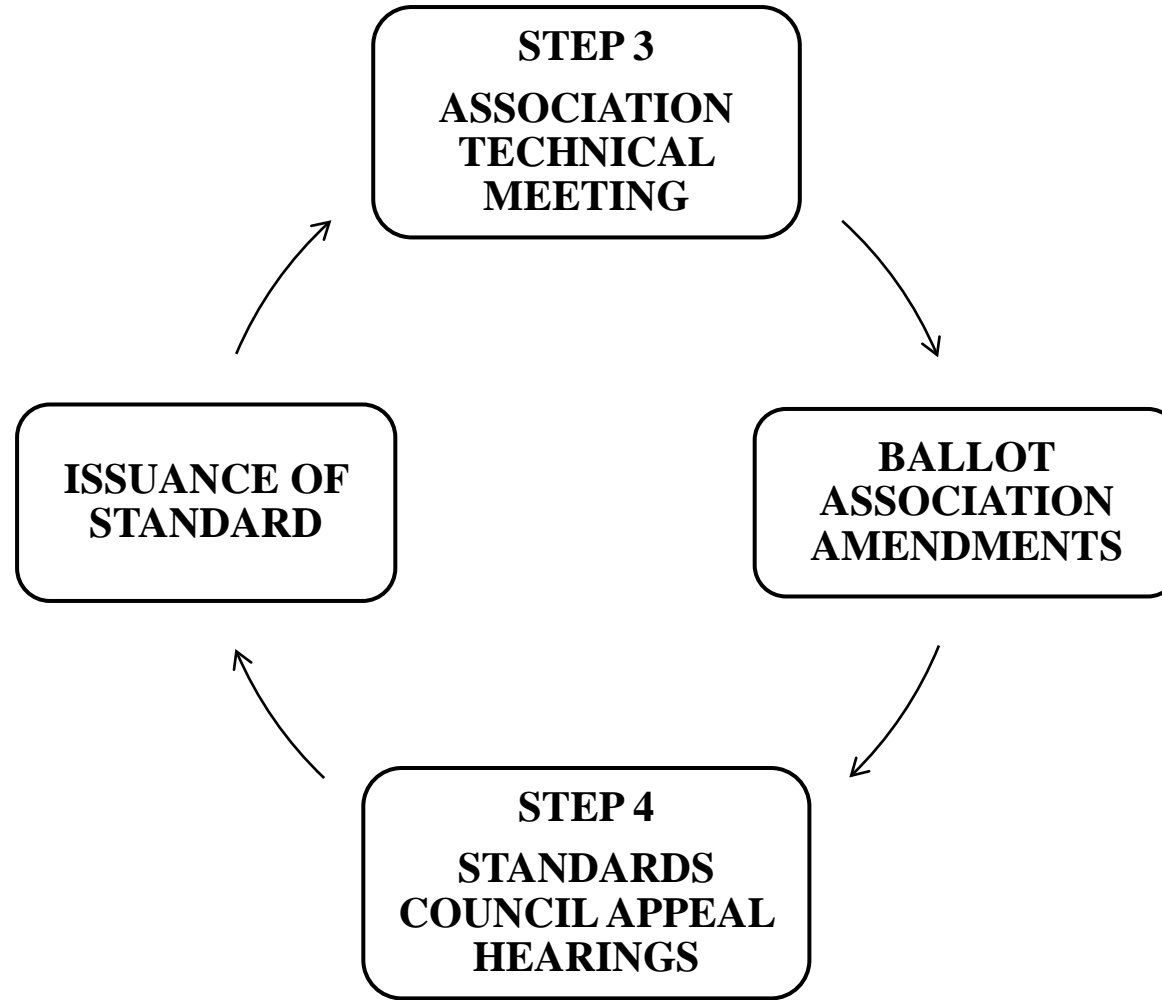 STEP 3
ASSOCIATION
TECHNICAL
MEETING
ISSUANCE OF
STANDARD
BALLOT
ASSOCIATION
AMENDMENTS
STEP 4
STANDARDS
COUNCIL APPEAL
HEARINGS